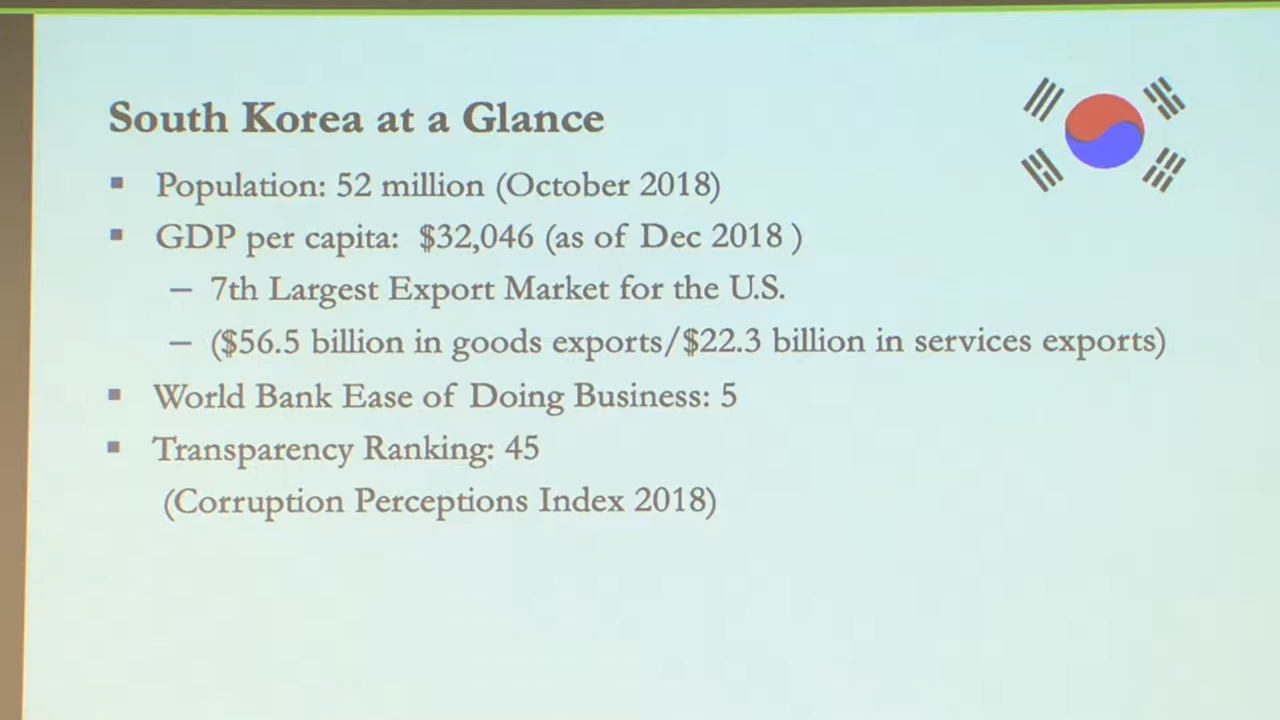 South Korea at a Glance
▪ Population: 52 million (October 2018)
▪ GDP per capita: $32,046 (as of Dec 2018 )
– 7th Largest Export Market for the U.S.
– ($56.5 billion in goods exports/$22.3 billion in services exports)
▪ World Bank Ease of Doing Business: 5
▪ Transparency Ranking: 45
(Corruption Perceptions Index 2018)